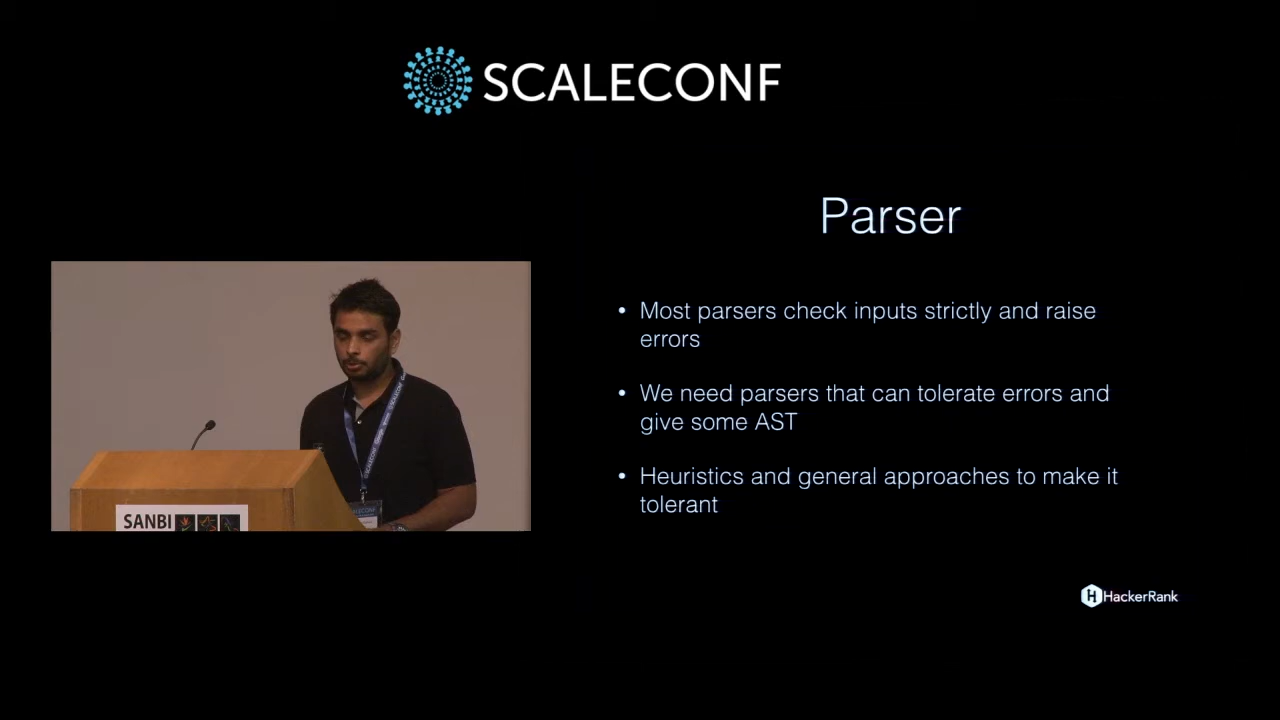 SCALECONF
Parser
• Most parsers check inputs strictly and raise
errors
• We need parsers that can tolerate errors and
give some AST
• Heuristics and general approaches to make it
tolerant
SANBI
HackerRank
SCALECONF